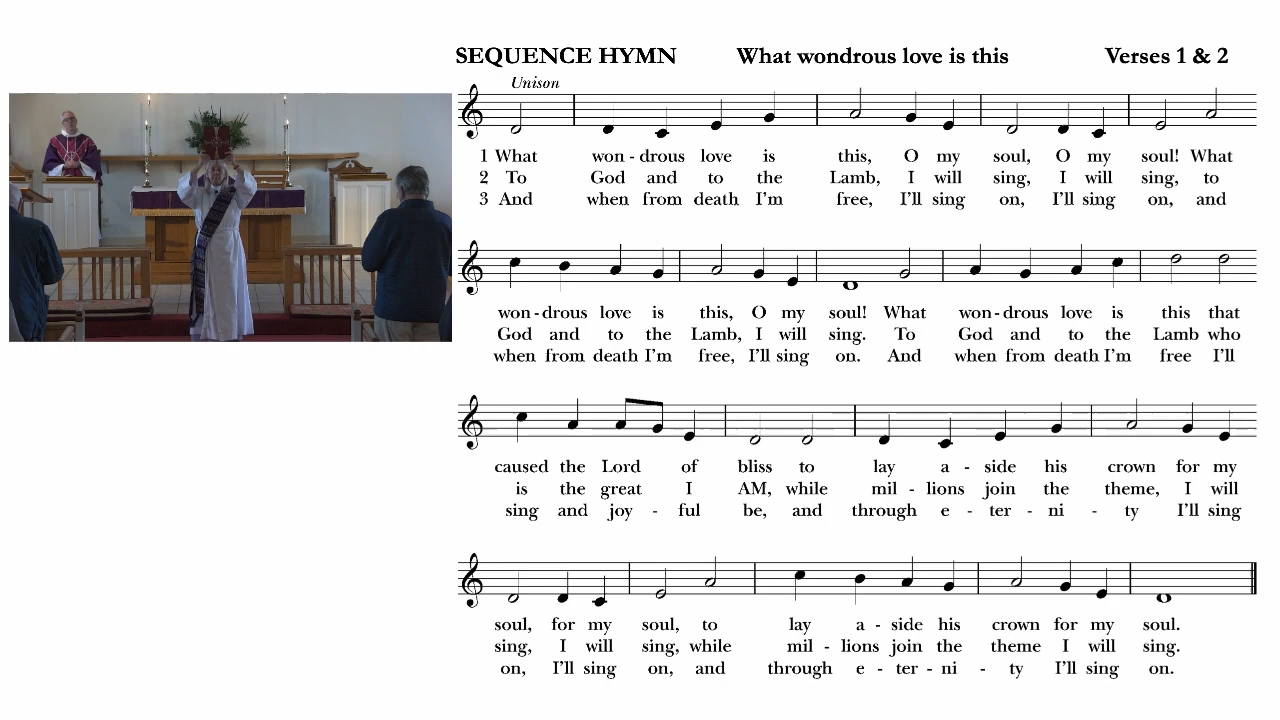 SEQUENCE HYMN What wondrous love is this Verses 1 & 2
Unison
1 What won - drous love is this, O my soul, O my soul! What
2 To God and to the Lamb, I will sing, I will sing, to
3 And when from death I'm free, I'll sing on, I'll sing on, and
won - drous love is this, O my soul! What won - drous love is this that
God and to the Lamb, I will sing. To God and to the Lamb who
when from death I'm free, I'll sing on. And when from death I'm free I'll
caused the Lord of bliss to lay a - side his crown for my
is the great I AM, while mil - lions join the theme, I will
sing and joy - ful be, and through e - ter - ni - ty I'll sing
soul, for my soul, to lay a - side his crown for my soul.
sing, I will sing, while mil - lions join the theme I will sing.
on, I'll sing on, and through e - ter - ni - ty I'll sing on.